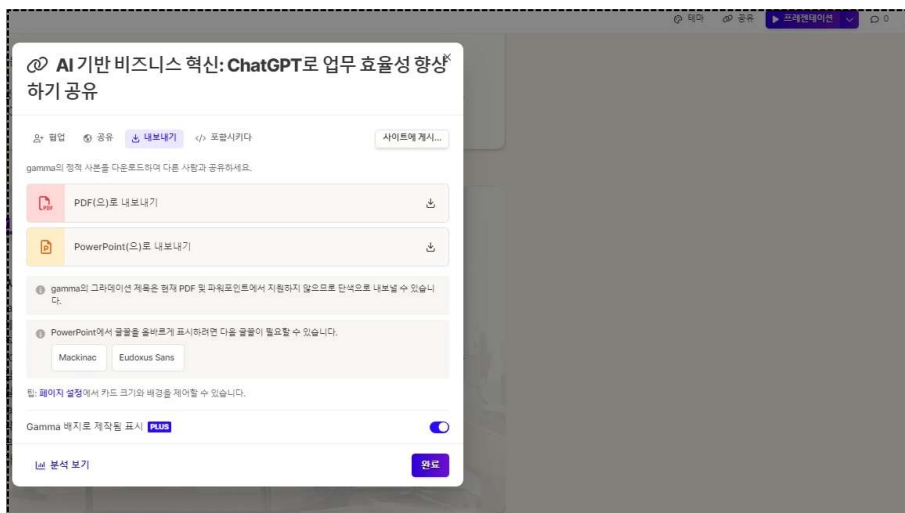 테마 공유 프레젠테이션 0
AI 기반 비즈니스 혁신: ChatGPT로 업무 효율성 향상
하기 공유
협업 공유 내보내기 </> 포함시키다 사이트에 게시...
gamma의 정적 사본을 다운로드하여 다른 사람과 공유하세요.
PDF PDF(으)로 내보내기
P PowerPoint(으)로 내보내기
gamma의 그라데이션 제목은 현재 PDF 및 파워포인트에서 지원하지 않으므로 단색으로 내보낼 수 있습니
다.
PowerPoint에서 글꼴을 올바르게 표시하려면 다음 글꼴이 필요할 수 있습니다.
Mackinac Eudoxus Sans
팁: 페이지 설정에서 카드 크기와 배경을 제어할 수 있습니다.
Gamma 배지로 제작됨 표시 PLUS
분석 보기 완료